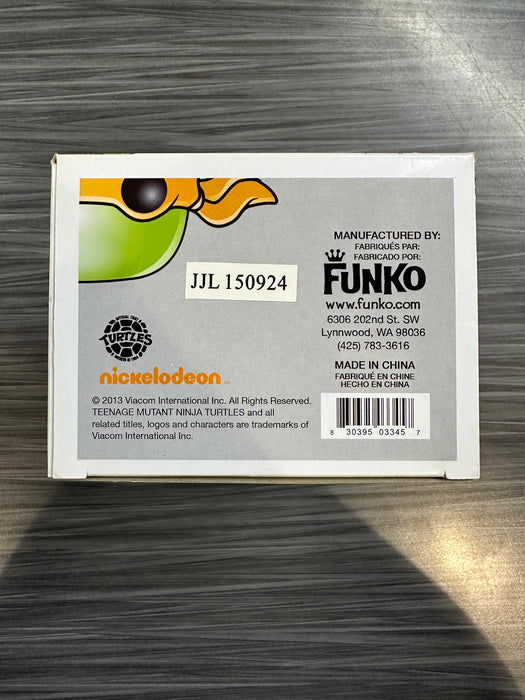 JJL 150924
MANUFACTURED BY:
FABRIQUÉS PAR:
FABRICADO POR:
FUNKO
www.funko.com
6306 202nd St. SW
Lynnwood, WA 98036
(425) 783-3616
MADE IN CHINA
FABRIQUÉ EN CHINE
HECHO EN CHINA
8 30395 03345 7
TURTLES
nickelodeon™
© 2013 Viacom International Inc. All Rights Reserved.
TEENAGE MUTANT NINJA TURTLES and all
related titles, logos and characters are trademarks of
Viacom International Inc.